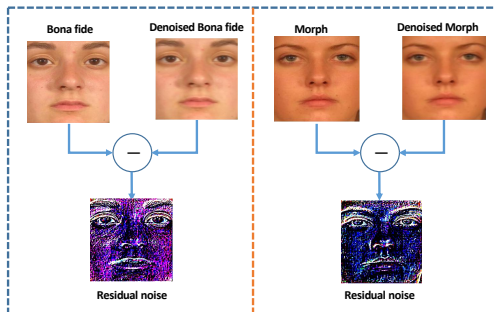 Bona fide
Denoised Bona fide
—
Residual noise
Morph
Denoised Morph
—
Residual noise